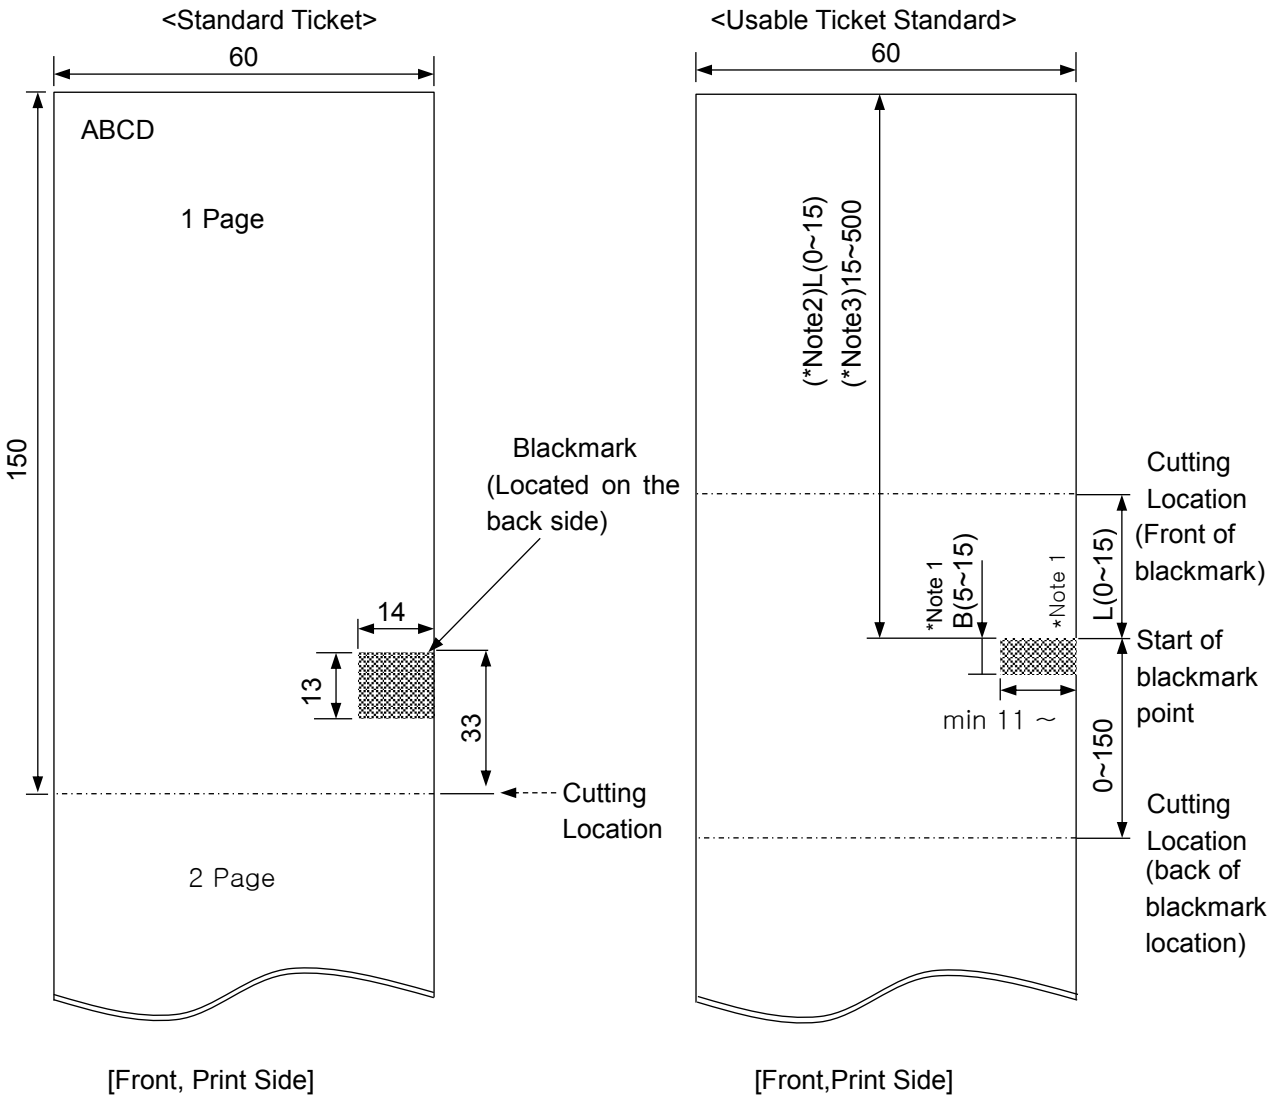 <Standard Ticket>
60
ABCD
1 Page
150
Blackmark
(Located on the
back side)
14
13
33
Cutting
Location
2 Page
[Front, Print Side]
<Usable Ticket Standard>
60
(*Note2)L(0~15)
(*Note3)15~500
Cutting
Location
(Front of
blackmark)
L(0~15)
*Note 1
B(5~15)
*Note 1
Start of
blackmark
point
min 11 ~
0~150
Cutting
Location
(back of
blackmark
location)
[Front,Print Side]